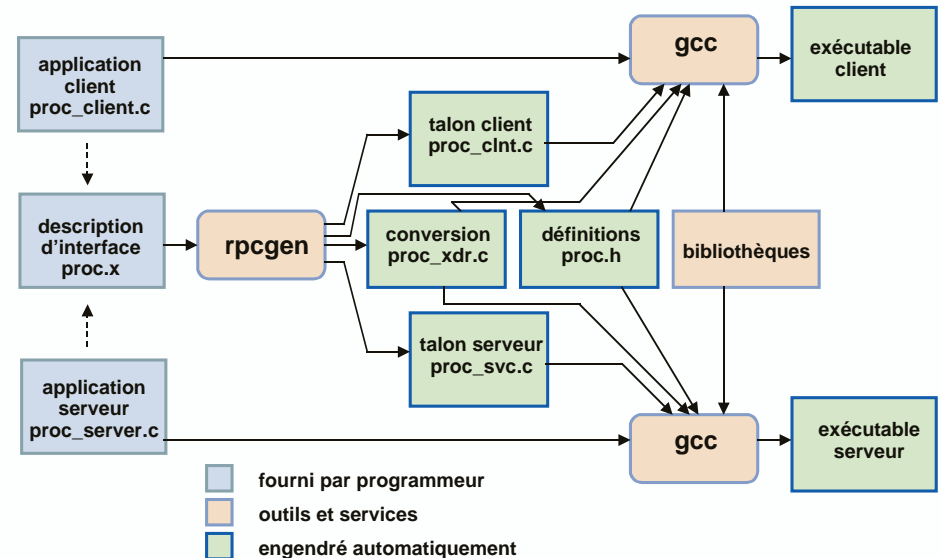 application
client
proc_client.c
gcc
exécutable
client
talon client
proc_clnt.c
description
d'interface
proc.x
rpcgen
conversion
proc_xdr.c
définitions
proc.h
bibliothèques
talon serveur
proc_svc.c
application
serveur
proc_server.c
gcc
exécutable
serveur
fourni par programmeur
outils et services
engendré automatiquement